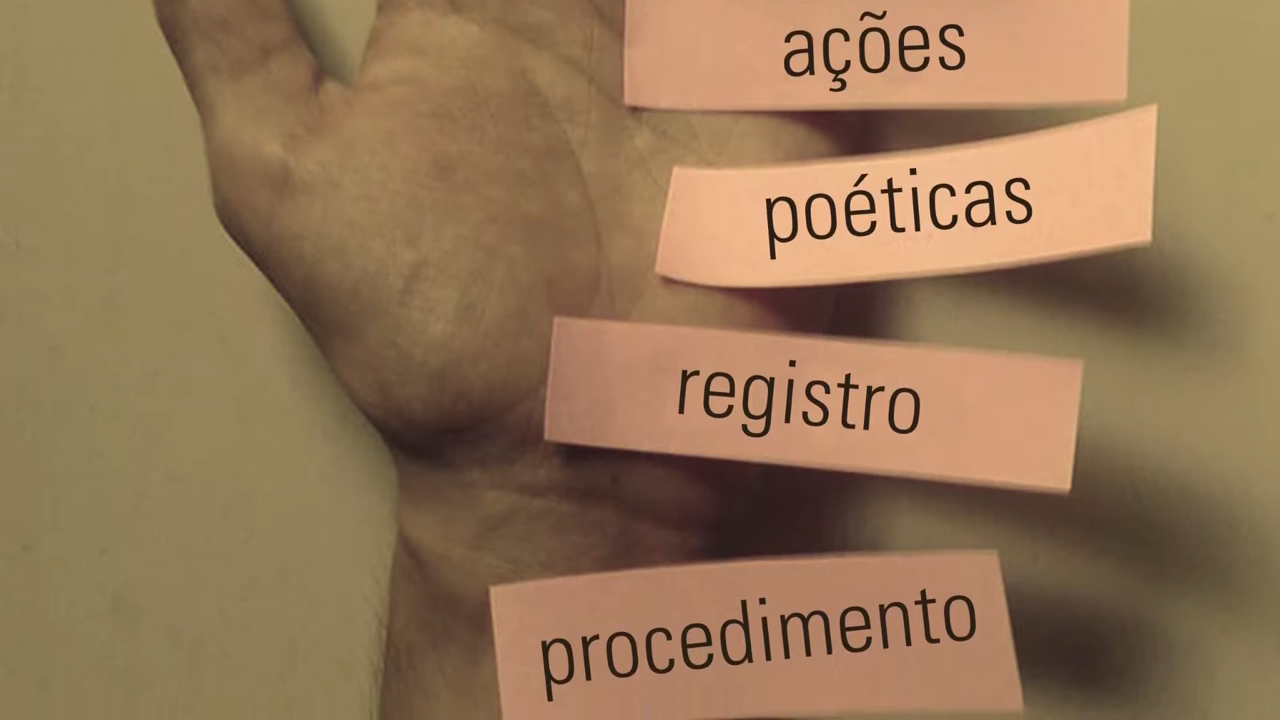 ações
poéticas
registro
procedimento